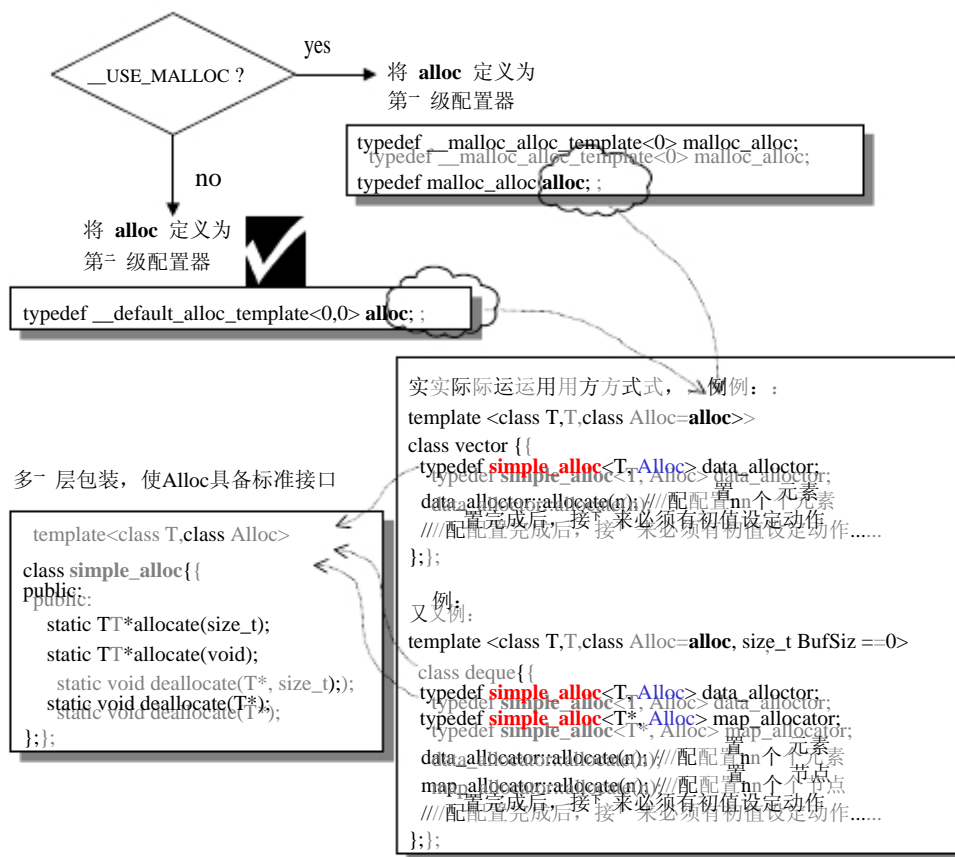 __USE_MALLOC ?
yes
将 alloc 定义为
第一 级配置器
typedef __malloc_alloc_template<0> malloc_alloc;
typedef malloc_alloc alloc;
no
将 alloc 定义为
第二 级配置器
typedef __default_alloc_template<0,0> alloc;
实际运用方式，例：
template <class T, class Alloc=alloc>
class vector {
typedef simple_alloc<T, Alloc> data_alloctor;
data_alloctor::allocate(n); //配置n个元素
//配置完成后，接下来必须有初值设定动作...
};
又例：
template <class T, class Alloc=alloc, size_t BufSiz =0>
class deque{
typedef simple_alloc<T, Alloc> data_alloctor;
typedef simple_alloc<T*, Alloc> map_allocator;
data_allocator::allcate(n); //配置n个元素
map_allocator::allcate(n); //配置n个节点
//配置完成后，接下来必须有初值设定动作...
};
多一 层包装，使Alloc具备标准接口
template<class T,class Alloc>
class simple_alloc{
public:
static T*allocate(size_t);
static T*allocate(void);
static void deallocate(T*, size_t);
static void deallocate(T*);
};